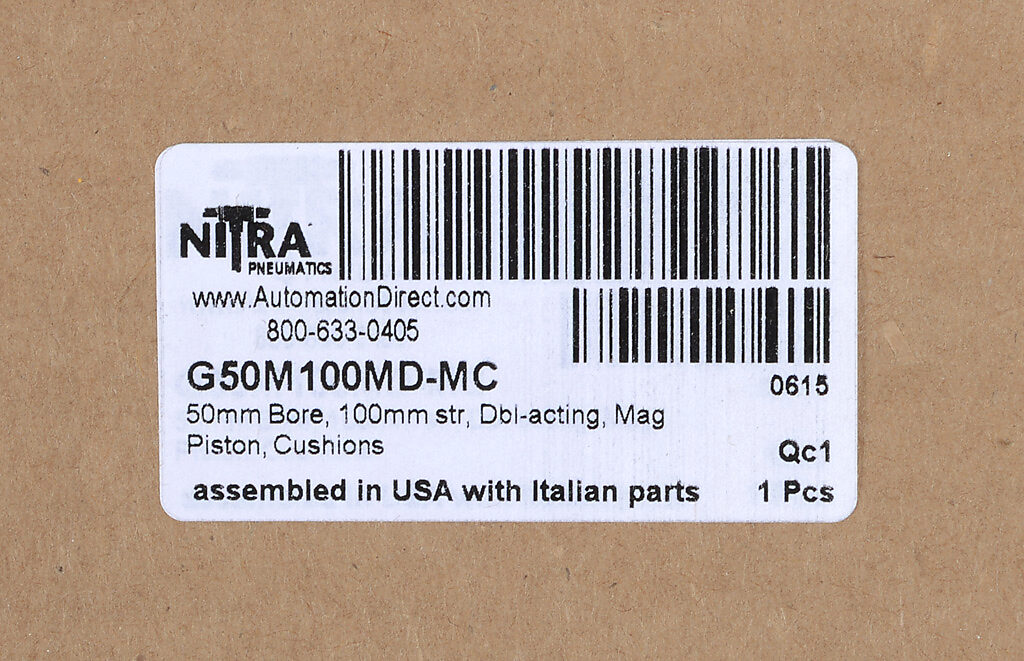 NITRA
PNEUMATICS
www.AutomationDirect.com
800-633-0405
G50M100MD-MC
0615
50mm Bore, 100mm str, Dbl-acting, Mag
Piston, Cushions
Qc1
assembled in USA with Italian parts
1 Pcs